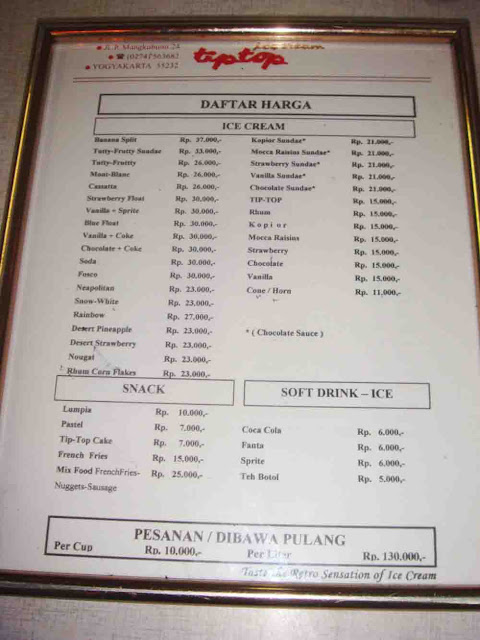 Jl. P. Mangkubumi 24
ice cream
(0274) 563682
tip top
YOGYAKARTA 55232
DAFTAR HARGA
ICE CREAM
Banana Split Rp. 37.000,-
Tutty-Frutty Sundae Rp. 33.000,-
Tutty-Fruttty Rp. 26.000,-
Mont-Blanc Rp. 26.000,-
Cassatta Rp. 26.000,-
Strawberry Float Rp. 30.000,-
Vanilla + Sprite Rp. 30.000,-
Blue Float Rp. 30.000,-
Vanilla + Coke Rp. 30.000,-
Chocolate + Coke Rp. 30.000,-
Soda Rp. 30.000,-
Fosco Rp. 30.000,-
Neapolitan Rp. 23.000,-
Snow-White Rp. 23.000,-
Rainbow Rp. 27.000,-
Desert Pineapple Rp. 23.000,-
Desert Strawberry Rp. 23.000,-
Nougat Rp. 23.000,-
Rhum Corn Flakes Rp. 23.000,-
Kopior Sundae* Rp. 21.000,-
Mocca Raisins Sundae* Rp. 21.000,-
Strawberry Sundae* Rp. 21.000,-
Vanilla Sundae* Rp. 21.000,-
Chocolate Sundae* Rp. 21.000,-
TIP-TOP Rp. 15.000,-
Rhum Rp. 15.000,-
Kopiur Rp. 15.000,-
Mocca Raisins Rp. 15.000,-
Strawberry Rp. 15.000,-
Chocolate Rp. 15.000,-
Vanilla Rp. 15.000,-
Cone / Horn Rp. 11.000,-
* ( Chocolate Sauce )
SNACK
Lumpia Rp. 10.000,-
Pastel Rp. 7.000,-
Tip-Top Cake Rp. 7.000,-
French Fries Rp. 15.000,-
Mix Food FrenchFries- Rp. 25.000,-
Nuggets-Sausage
SOFT DRINK – ICE
Coca Cola Rp. 6.000,-
Fanta Rp. 6.000,-
Sprite Rp. 6.000,-
Teh Botol Rp. 5.000,-
PESANAN / DIBAWA PULANG
Per Cup Rp. 10.000,- Per Liter Rp. 130.000,-
Taste the Retro Sensation of Ice Cream